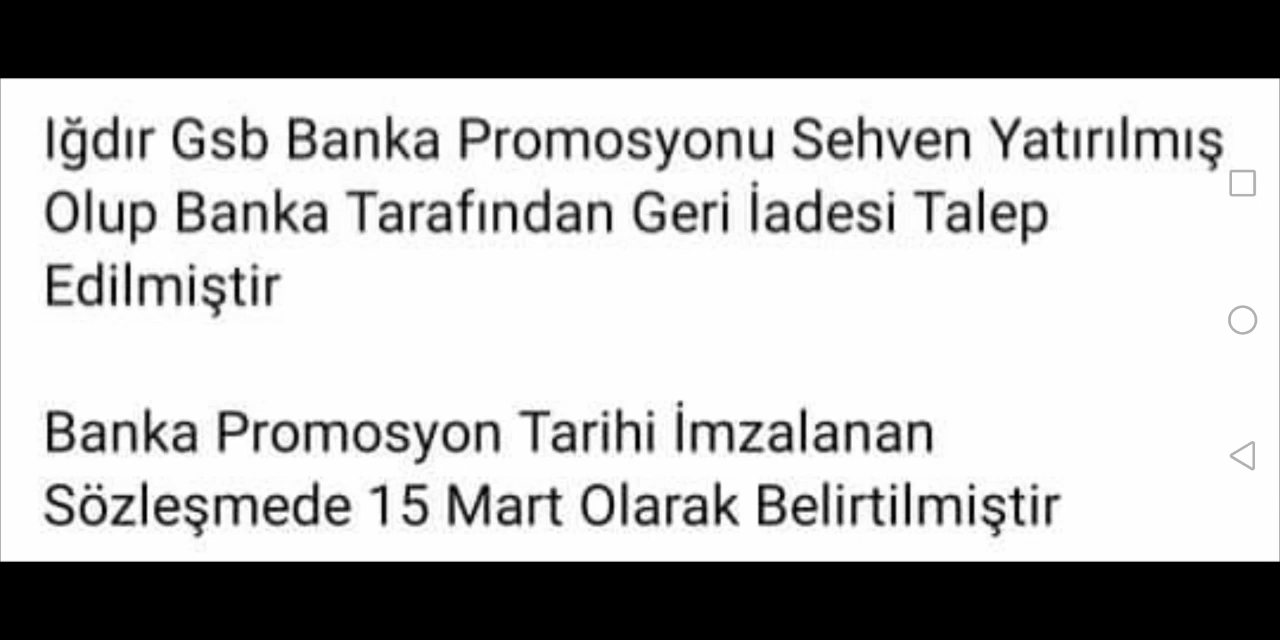 Iğdır Gsb Banka Promosyonu Sehven Yatırılmış
Olup Banka Tarafından Geri İadesi Talep
Edilmiştir
Banka Promosyon Tarihi İmzalanan
Sözleşmede 15 Mart Olarak Belirtilmiştir